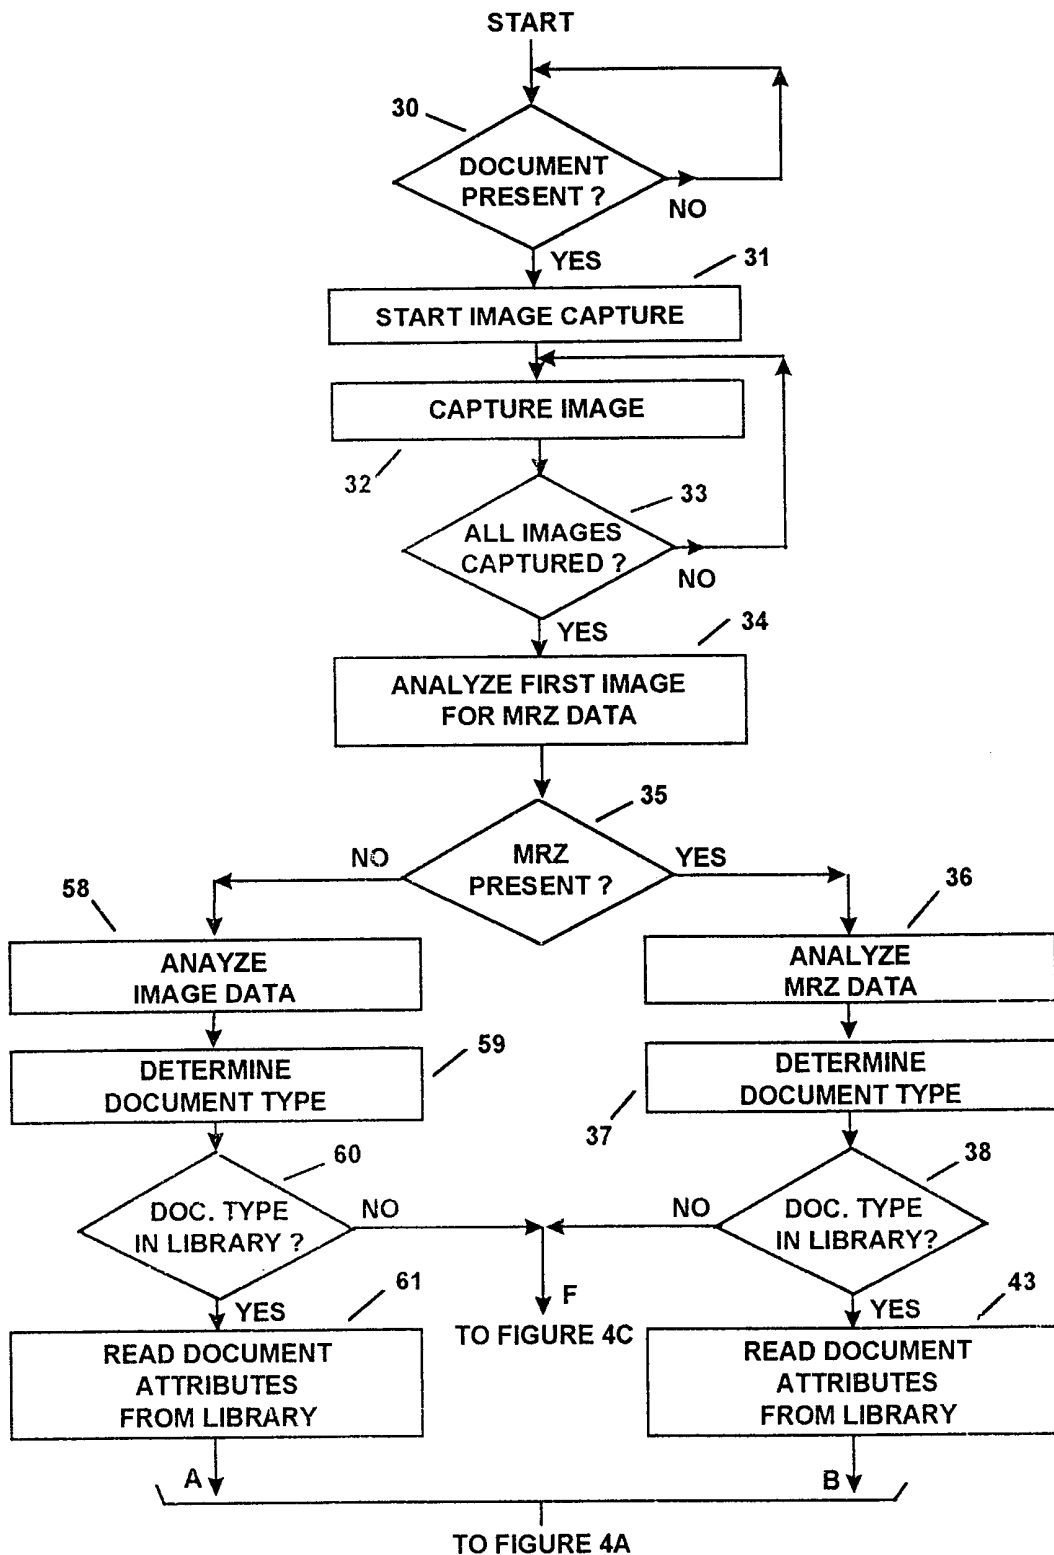 START
30
DOCUMENT
PRESENT ?
NO
YES
31
START IMAGE CAPTURE
CAPTURE IMAGE
32
33
ALL IMAGES
CAPTURED ?
NO
YES
34
ANALYZE FIRST IMAGE
FOR MRZ DATA
35
MRZ
PRESENT ?
NO
YES
58
ANAYZE
IMAGE DATA
36
ANALYZE
MRZ DATA
59
DETERMINE
DOCUMENT TYPE
37
DETERMINE
DOCUMENT TYPE
60
DOC. TYPE
IN LIBRARY ?
NO
38
DOC. TYPE
IN LIBRARY?
NO
F
TO FIGURE 4C
YES
61
READ DOCUMENT
ATTRIBUTES
FROM LIBRARY
YES
43
READ DOCUMENT
ATTRIBUTES
FROM LIBRARY
A
B
TO FIGURE 4A